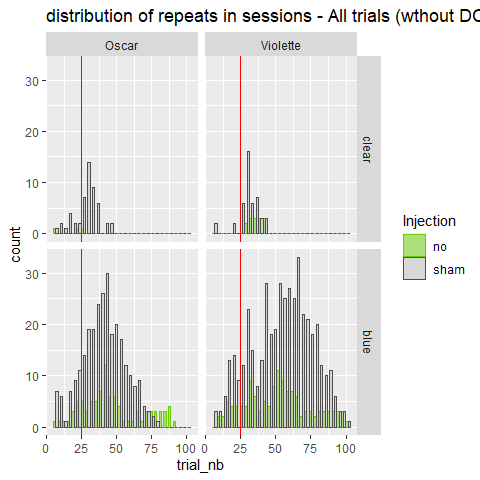 distribution of repeats in sessions - All trials (wthout DC
Oscar
Violette
30
20
10
0
clear
30
20
10
0
blue
count
0
25
50
75
100
0
25
50
75
100
trial_nb
Injection
no
sham